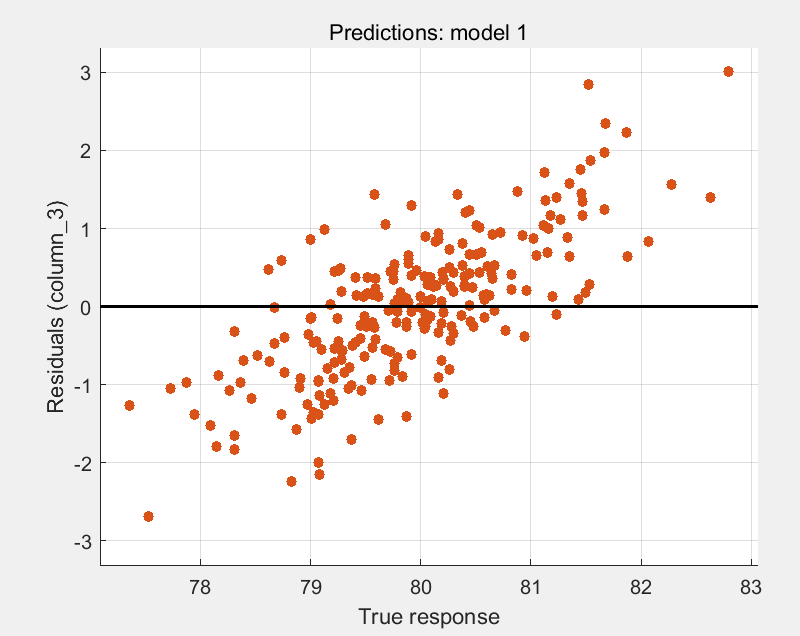 Predictions: model 1
Residuals (column_3)
3
2
1
0
-1
-2
-3
78 79 80 81 82 83
True response